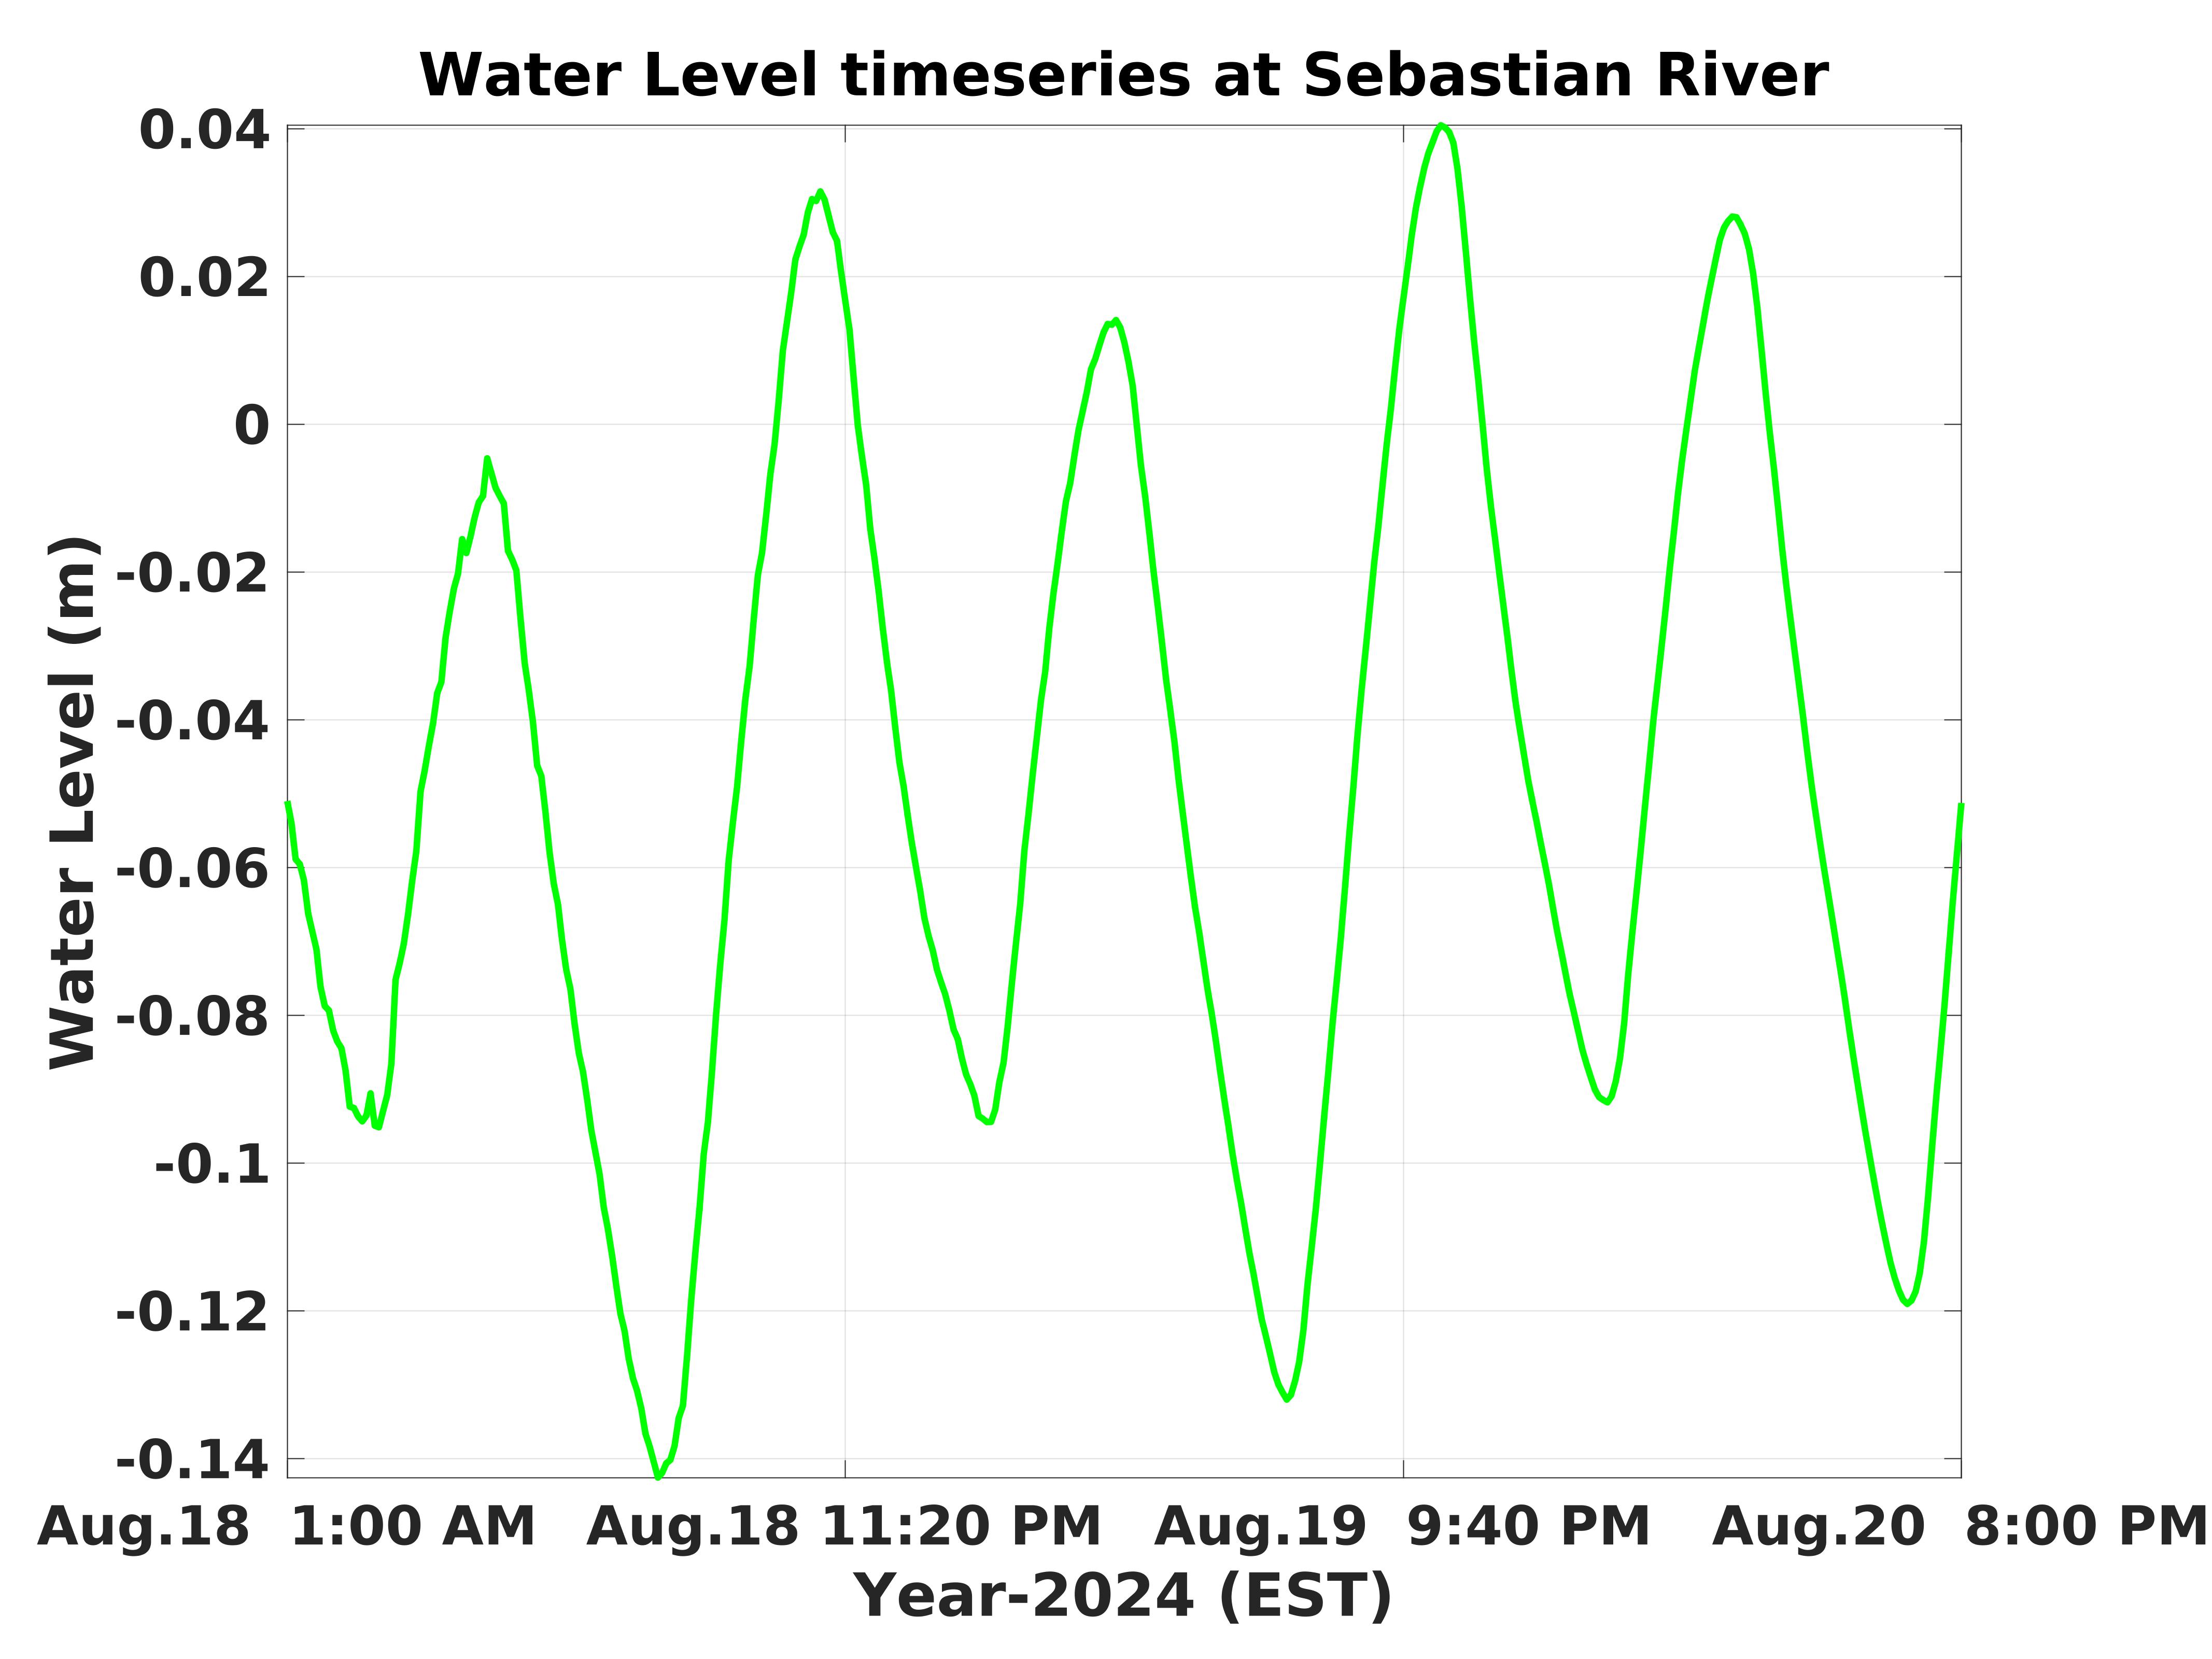 Water Level timeseries at Sebastian River
0.04
0.02
0
-0.02
-0.04
-0.06
-0.08
-0.1
-0.12
-0.14
Water Level (m)
Aug.18 1:00 AM Aug.18 11:20 PM Aug.19 9:40 PM Aug.20 8:00 PM
Year-2024 (EST)